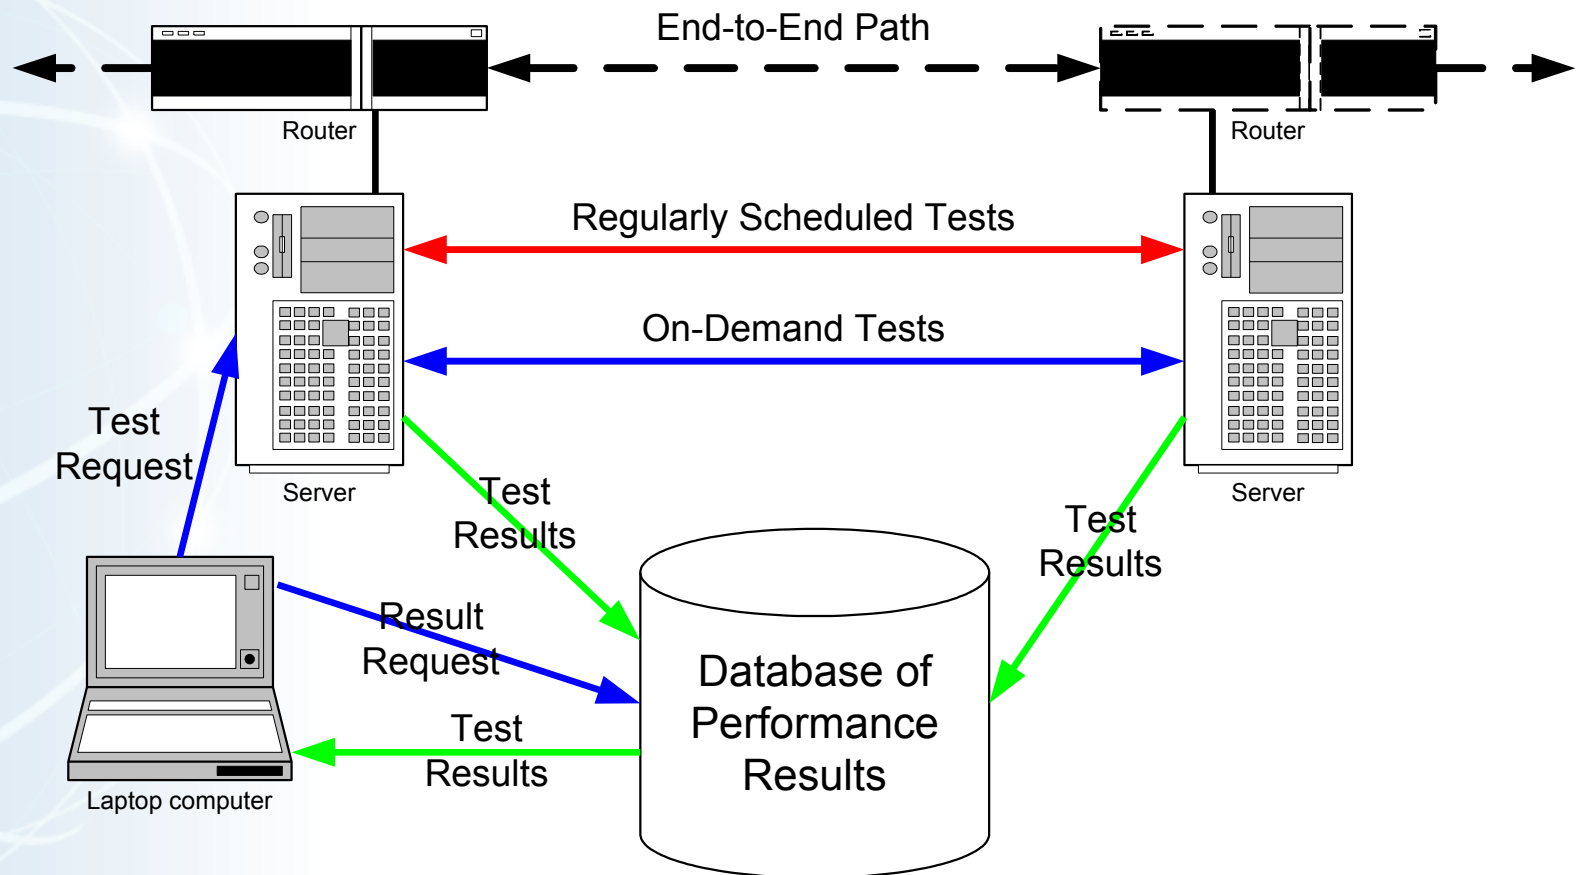 End-to-End Path
Router
Router
Regularly Scheduled Tests
On-Demand Tests
Test
Request
Server
Server
Test
Results
Test
Results
Result
Request
Database of
Performance
Results
Test
Results
Laptop computer